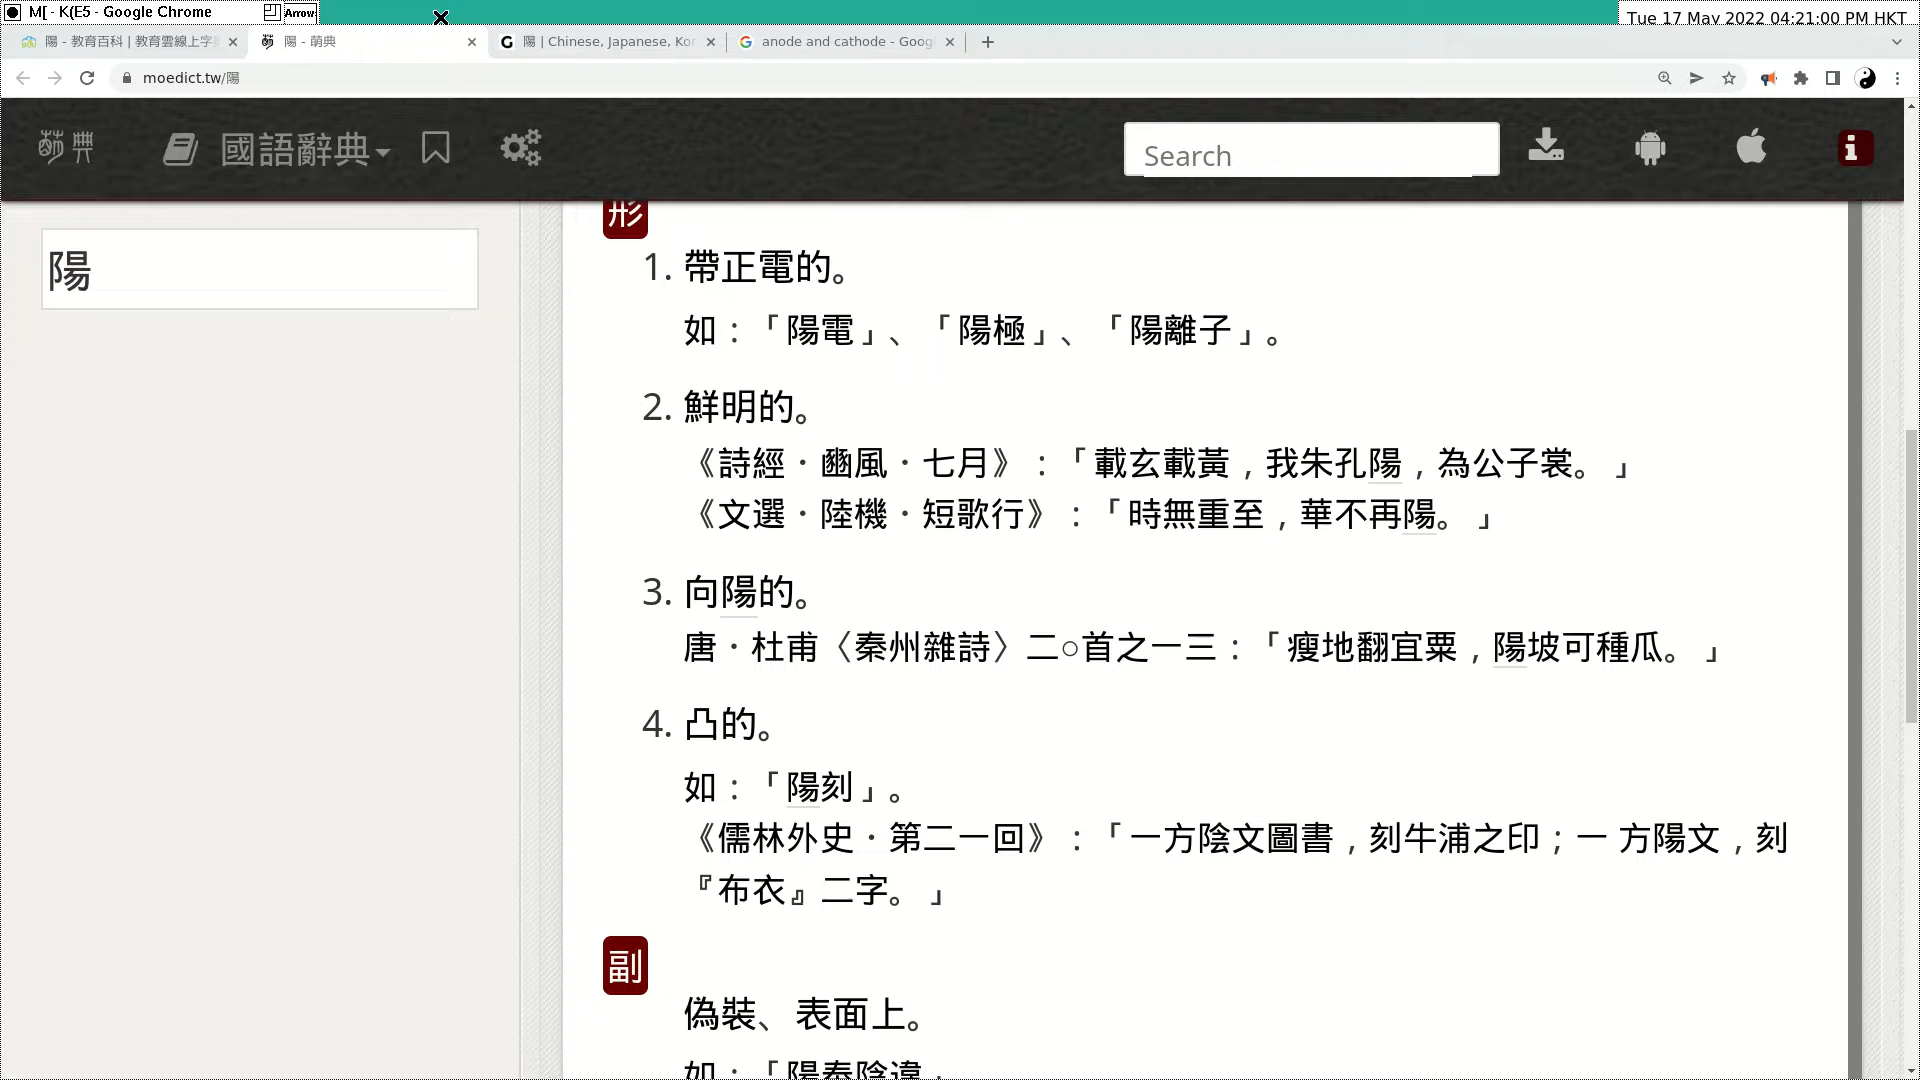 M[ - K(E5 - Google Chrome
Arrow
Tue 17 May 2022 04:21:00 PM HKT
陽 - 教育百科 | 教育雲線上字
陽 - 萌典
陽 | Chinese, Japanese, Kor
anode and cathode - Goog
moedict.tw/陽
萌典
國語辭典
Search
陽
形
1. 帶正電的。
如：「陽電」、「陽極」、「陽離子」。
2. 鮮明的。
《詩經．豳風．七月》：「載玄載黃，我朱孔陽，為公子裳。」
《文選．陸機．短歌行》：「時無重至，華不再陽。」
3. 向陽的。
唐．杜甫〈秦州雜詩〉二○首之一三：「瘦地翻宜粟，陽坡可種瓜。」
4. 凸的。
如：「陽刻」。
《儒林外史．第二一回》：「一方陰文圖書，刻牛浦之印；一 方陽文，刻
『布衣』二字。」
副
偽裝、表面上。
如：「陽奉陰違」